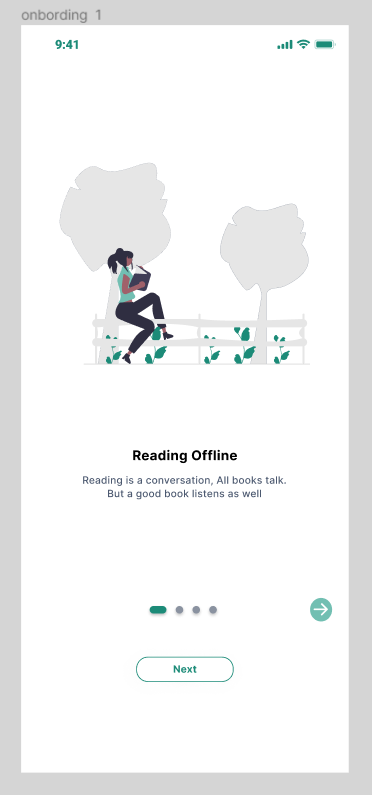 onbording 1
9:41
Reading Offline
Reading is a conversation, All books talk.
But a good book listens as well
Next